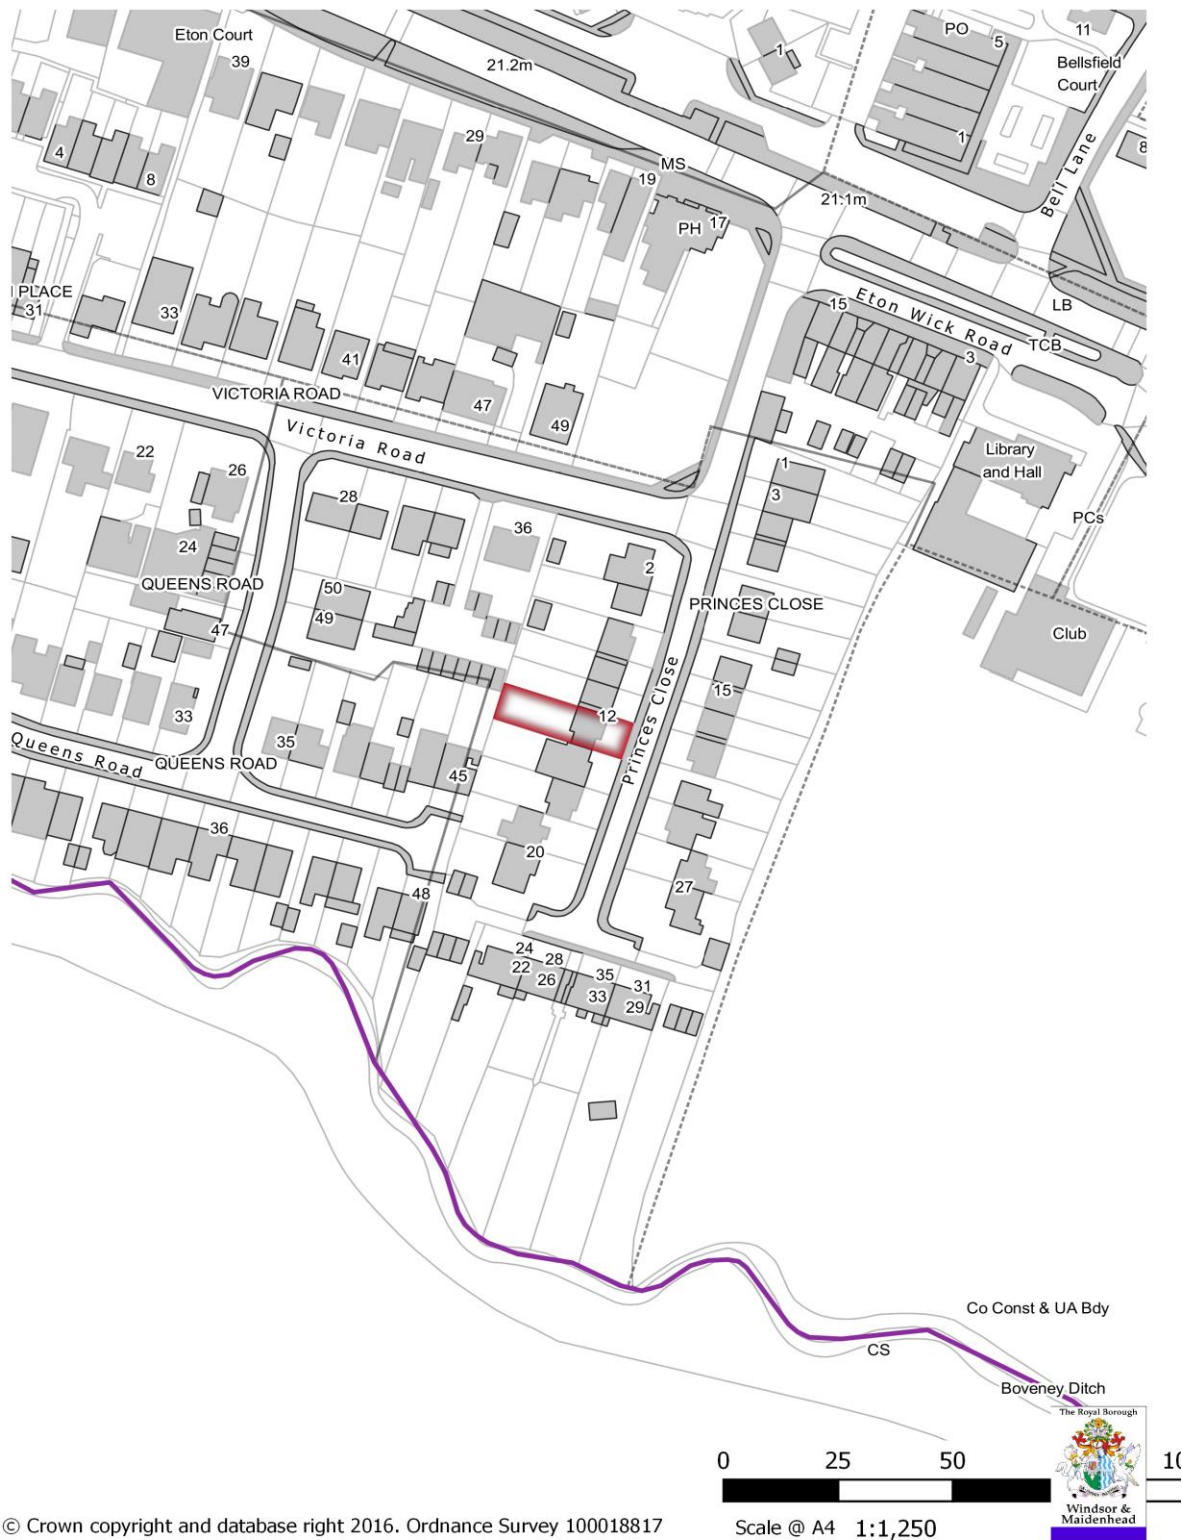 Eton Court
39
PO
5
11
Bellsfield
Court
1
21.2m
4
8
29
MS
19
17
PH
1
8
Bell Lane
21.1m
PLACE
31
33
41
47
49
VICTORIA ROAD
Victoria Road
15
Eton Wick Road
3
LB
TCB
Library
and Hall
PCs
Club
22
26
24
28
36
1
3
2
QUEENS ROAD
50
49
47
PRINCES CLOSE
33
35
45
12
15
Princes Close
Queens Road
QUEENS ROAD
36
48
20
27
24
22
28
26
35
33
31
29
Co Const & UA Bdy
CS
Boveney Ditch
The Royal Borough
Windsor &
Maidenhead
0 25 50 10
© Crown copyright and database right 2016. Ordnance Survey 100018817
Scale @ A4 1:1,250